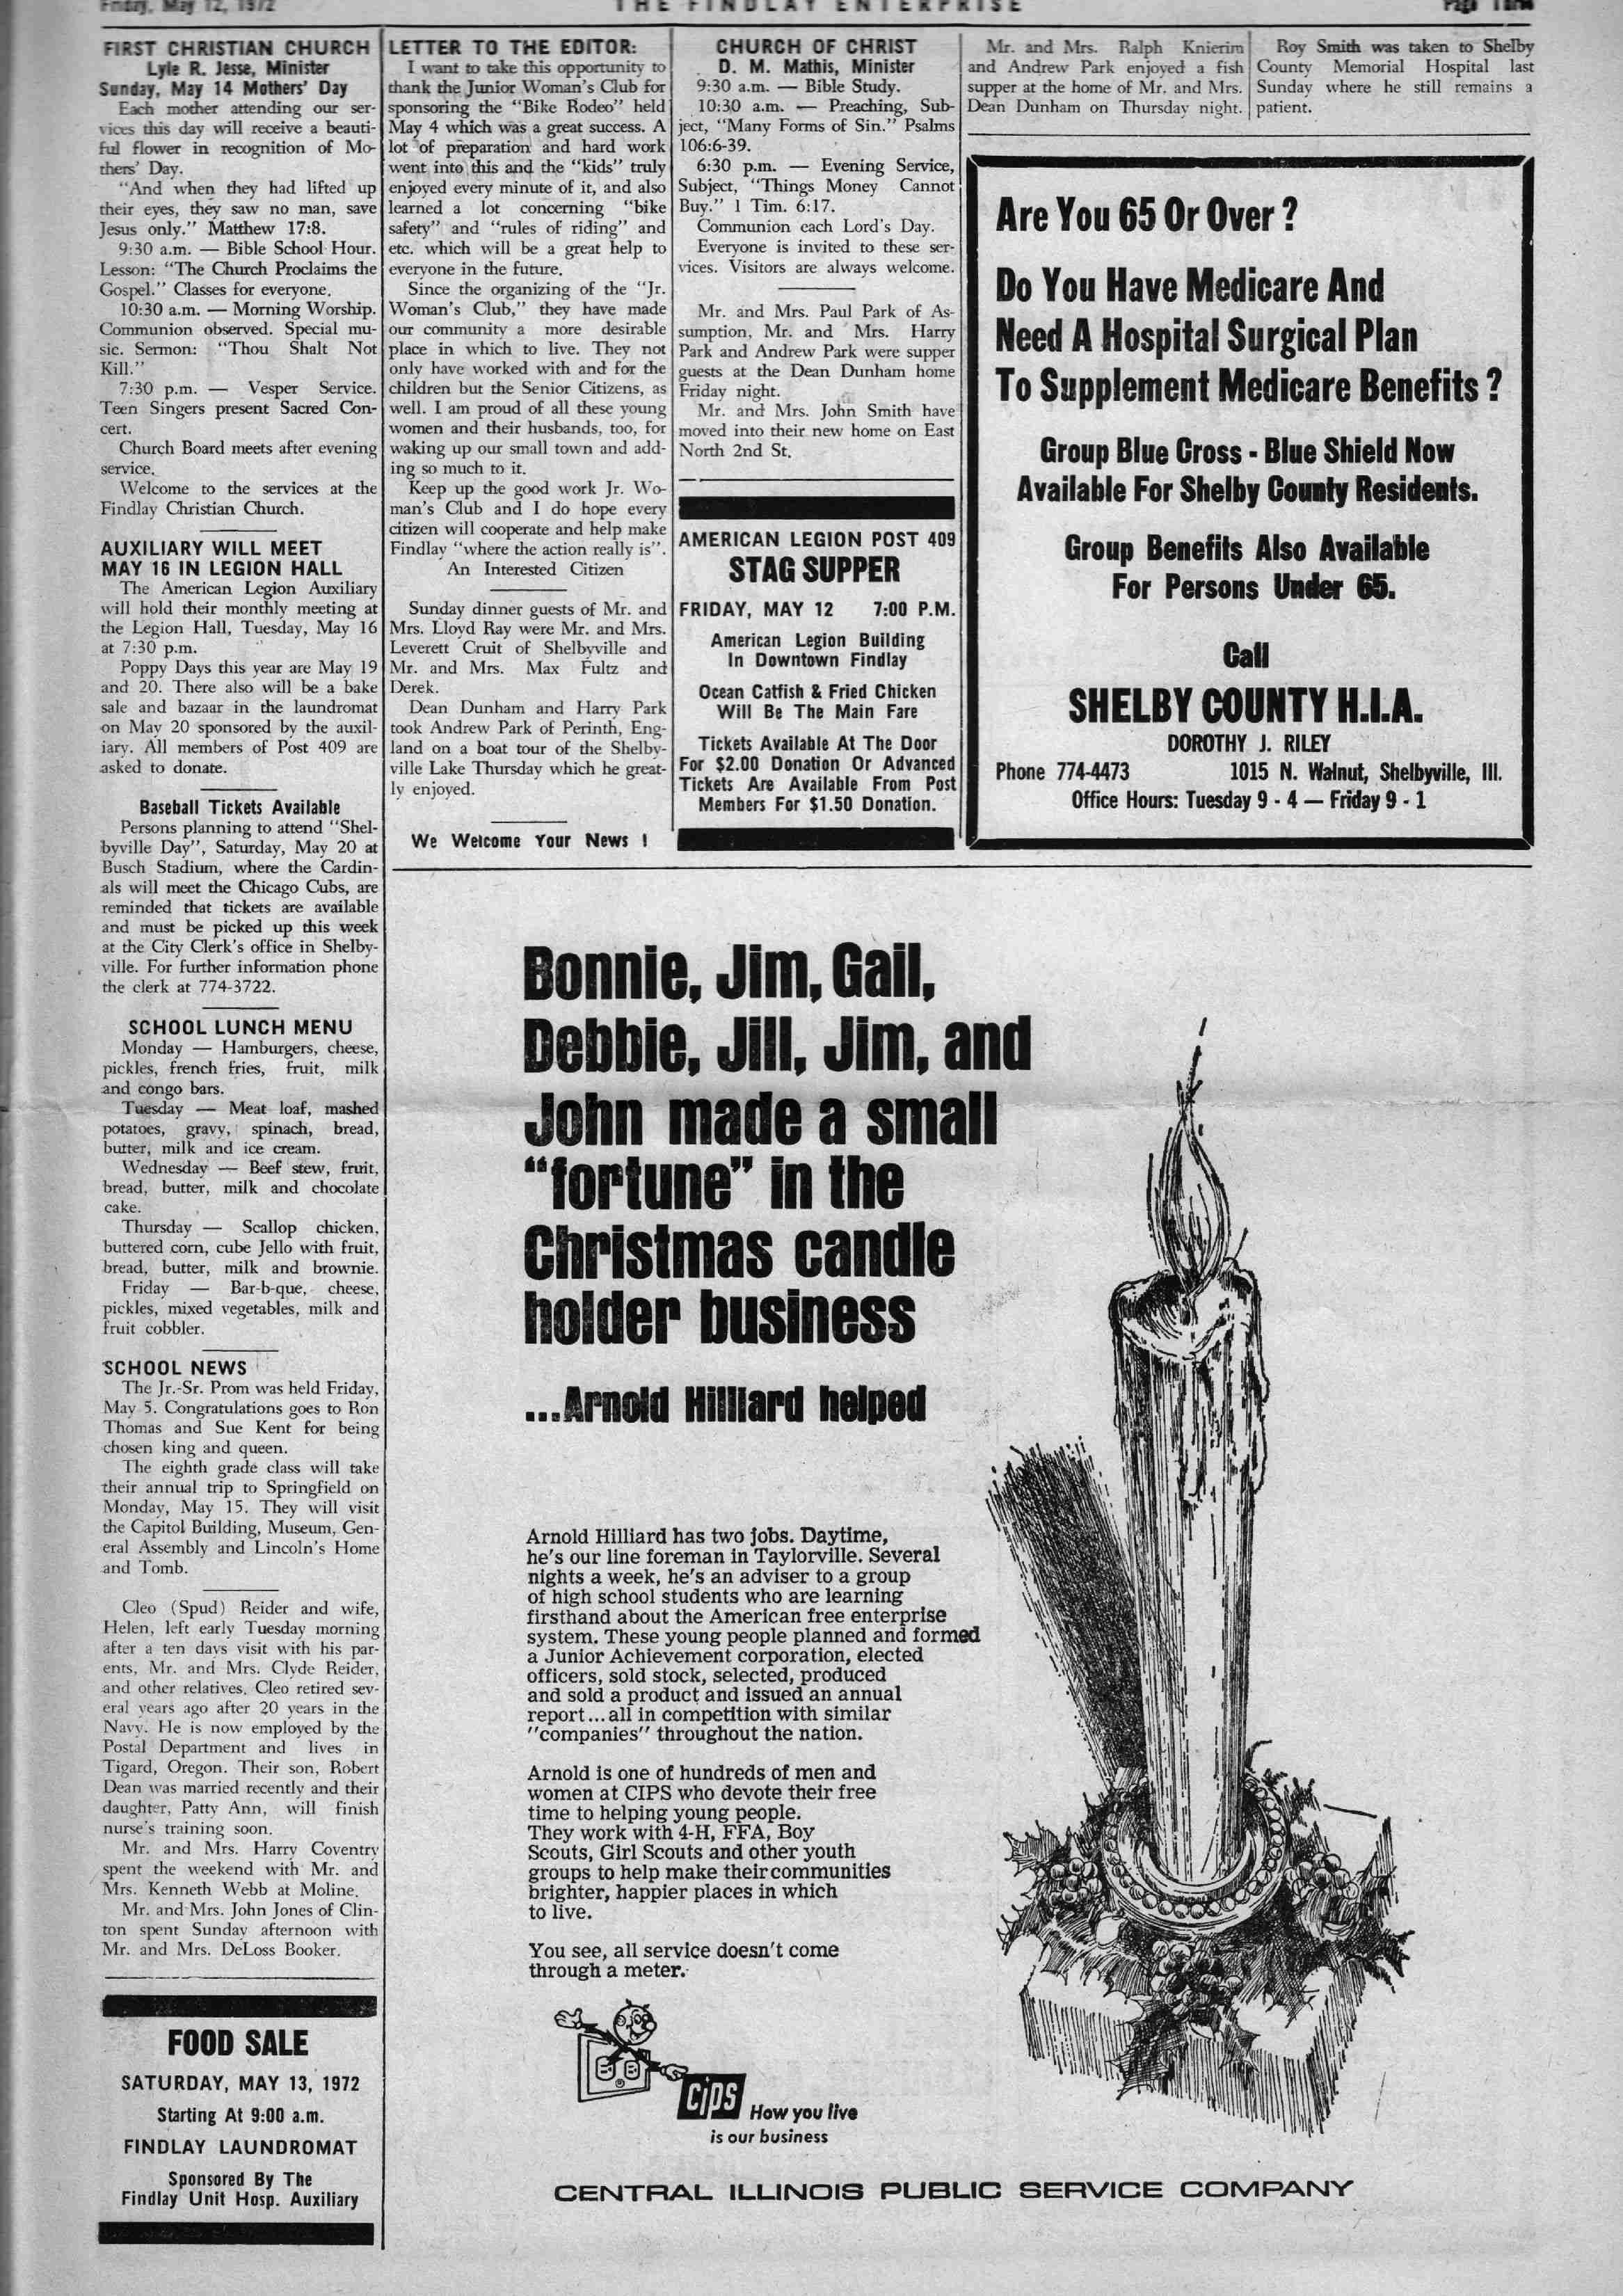 Friday, May 12, 1972
THE FINDLAY ENTERPRISE
Page Three
FIRST CHRISTIAN CHURCH
Lyle R. Jesse, Minister
Sunday, May 14 Mothers' Day
Each mother attending our ser-
vices this day will receive a beauti-
ful flower in recognition of Mo-
thers' Day.
"And when they had lifted up
their eyes, they saw no man, save
Jesus only." Matthew 17:8.
9:30 a.m. — Bible School Hour.
Lesson: "The Church Proclaims the
Gospel." Classes for everyone.
10:30 a.m. — Morning Worship.
Communion observed. Special mu-
sic. Sermon: "Thou Shalt Not
Kill."
7:30 p.m. — Vesper Service.
Teen Singers present Sacred Con-
cert.
Church Board meets after evening
service.
Welcome to the services at the
Findlay Christian Church.
AUXILIARY WILL MEET
MAY 16 IN LEGION HALL
The American Legion Auxiliary
will hold their monthly meeting at
the Legion Hall, Tuesday, May 16
at 7:30 p.m.
Poppy Days this year are May 19
and 20. There also will be a bake
sale and bazaar in the laundromat
on May 20 sponsored by the auxil-
iary. All members of Post 409 are
asked to donate.
Baseball Tickets Available
Persons planning to attend "Shel-
byville Day", Saturday, May 20 at
Busch Stadium, where the Cardin-
als will meet the Chicago Cubs, are
reminded that tickets are available
and must be picked up this week
at the City Clerk's office in Shelby-
ville. For further information phone
the clerk at 774-3722.
SCHOOL LUNCH MENU
Monday — Hamburgers, cheese,
pickles, french fries, fruit, milk
and congo bars.
Tuesday — Meat loaf, mashed
potatoes, gravy, spinach, bread,
butter, milk and ice cream.
Wednesday — Beef stew, fruit,
bread, butter, milk and chocolate
cake.
Thursday — Scallop chicken,
buttered corn, cube Jello with fruit,
bread, butter, milk and brownie.
Friday — Bar-b-que, cheese,
pickles, mixed vegetables, milk and
fruit cobbler.
SCHOOL NEWS
The Jr.-Sr. Prom was held Friday,
May 5. Congratulations goes to Ron
Thomas and Sue Kent for being
chosen king and queen.
The eighth grade class will take
their annual trip to Springfield on
Monday, May 15. They will visit
the Capitol Building, Museum, Gen-
eral Assembly and Lincoln's Home
and Tomb.
Cleo (Spud) Reider and wife,
Helen, left early Tuesday morning
after a ten days visit with his par-
ents, Mr. and Mrs. Clyde Reider,
and other relatives. Cleo retired sev-
eral years ago after 20 years in the
Navy. He is now employed by the
Postal Department and lives in
Tigard, Oregon. Their son, Robert
Dean was married recently and their
daughter, Patty Ann, will finish
nurse's training soon.
Mr. and Mrs. Harry Coventry
spent the weekend with Mr. and
Mrs. Kenneth Webb at Moline.
Mr. and Mrs. John Jones of Clin-
ton spent Sunday afternoon with
Mr. and Mrs. DeLoss Booker.
FOOD SALE
SATURDAY, MAY 13, 1972
Starting At 9:00 a.m.
FINDLAY LAUNDROMAT
Sponsored By The
Findlay Unit Hosp. Auxiliary
LETTER TO THE EDITOR:
I want to take this opportunity to
thank the Junior Woman's Club for
sponsoring the "Bike Rodeo" held
May 4 which was a great success. A
lot of preparation and hard work
went into this and the "kids" truly
enjoyed every minute of it, and also
learned a lot concerning "bike
safety" and "rules of riding" and
etc. which will be a great help to
everyone in the future.
Since the organizing of the "Jr.
Woman's Club," they have made
our community a more desirable
place in which to live. They not
only have worked with and for the
children but the Senior Citizens, as
well. I am proud of all these young
women and their husbands, too, for
waking up our small town and add-
ing so much to it.
Keep up the good work Jr. Wo-
man's Club and I do hope every
citizen will cooperate and help make
Findlay "where the action really is".
An Interested Citizen
Sunday dinner guests of Mr. and
Mrs. Lloyd Ray were Mr. and Mrs.
Leverett Cruit of Shelbyville and
Mr. and Mrs. Max Fultz and
Derek.
Dean Dunham and Harry Park
took Andrew Park of Perinth, Eng-
land on a boat tour of the Shelby-
ville Lake Thursday which he great-
ly enjoyed.
We Welcome Your News !
CHURCH OF CHRIST
D. M. Mathis, Minister
9:30 a.m. — Bible Study.
10:30 a.m. — Preaching, Sub-
ject, "Many Forms of Sin." Psalms
106:6-39.
6:30 p.m. — Evening Service,
Subject, "Things Money Cannot
Buy." 1 Tim. 6:17.
Communion each Lord's Day.
Everyone is invited to these ser-
vices. Visitors are always welcome.
Mr. and Mrs. Paul Park of As-
sumption, Mr. and Mrs. Harry
Park and Andrew Park were supper
guests at the Dean Dunham home
Friday night.
Mr. and Mrs. John Smith have
moved into their new home on East
North 2nd St.
AMERICAN LEGION POST 409
STAG SUPPER
FRIDAY, MAY 12 7:00 P.M.
American Legion Building
In Downtown Findlay
Ocean Catfish & Fried Chicken
Will Be The Main Fare
Tickets Available At The Door
For $2.00 Donation Or Advanced
Tickets Are Available From Post
Members For $1.50 Donation.
Mr. and Mrs. Ralph Knierim
and Andrew Park enjoyed a fish
supper at the home of Mr. and Mrs.
Dean Dunham on Thursday night.
Roy Smith was taken to Shelby
County Memorial Hospital last
Sunday where he still remains a
patient.
Are You 65 Or Over ?
Do You Have Medicare And
Need A Hospital Surgical Plan
To Supplement Medicare Benefits ?
Group Blue Cross - Blue Shield Now
Available For Shelby County Residents.
Group Benefits Also Available
For Persons Under 65.
Call
SHELBY COUNTY H.I.A.
DOROTHY J. RILEY
Phone 774-4473 1015 N. Walnut, Shelbyville, Ill.
Office Hours: Tuesday 9 - 4 — Friday 9 - 1
Bonnie, Jim, Gail,
Debbie, Jill, Jim, and
John made a small
"fortune" in the
Christmas candle
holder business
...Arnold Hilliard helped
Arnold Hilliard has two jobs. Daytime,
he's our line foreman in Taylorville. Several
nights a week, he's an adviser to a group
of high school students who are learning
firsthand about the American free enterprise
system. These young people planned and formed
a Junior Achievement corporation, elected
officers, sold stock, selected, produced
and sold a product and issued an annual
report...all in competition with similar
"companies" throughout the nation.
Arnold is one of hundreds of men and
women at CIPS who devote their free
time to helping young people.
They work with 4-H, FFA, Boy
Scouts, Girl Scouts and other youth
groups to help make their communities
brighter, happier places in which
to live.
You see, all service doesn't come
through a meter.
CIPS
How you live
is our business
CENTRAL ILLINOIS PUBLIC SERVICE COMPANY